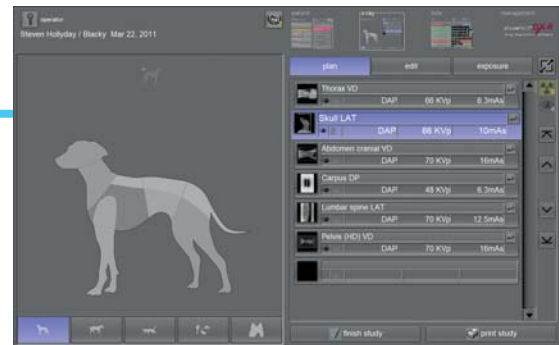 operator
Steven Hollyday / Blacky Mar 22, 2011
x-ray
plan
edit
exposure
Thorax VD
DAP 66 KVp 6.3mAs
Skull LAT
DAP 66 KVp 10mAs
Abdomen cranial VD
DAP 70 KVp 16mAs
Carpus DP
DAP 48 KVp 6.3mAs
Lumbar spine LAT
DAP 70 KVp 12.5mAs
Pelvis (HD) VD
DAP 70 KVp 16mAs
finish study
print study